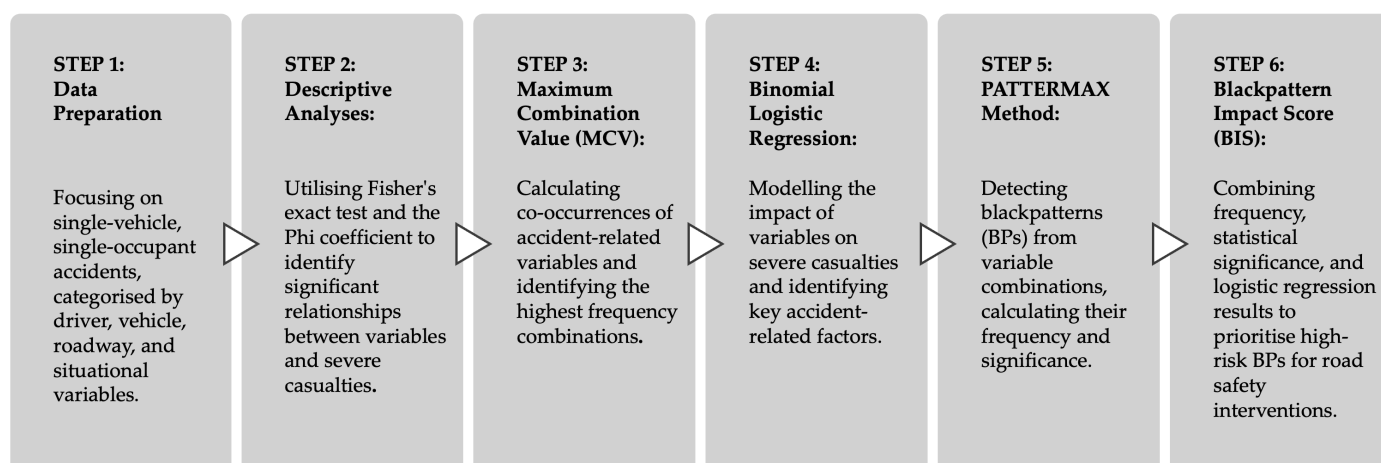 STEP 1:
Data
Preparation
Focusing on
single-vehicle,
single-occupant
accidents,
categorised by
driver, vehicle,
roadway, and
situational
variables.
STEP 2:
Descriptive
Analyses:
Utilising Fisher's
exact test and the
Phi coefficient to
identify
significant
relationships
between variables
and severe
casualties.
STEP 3:
Maximum
Combination
Value (MCV):
Calculating
co-occurrences of
accident-related
variables and
identifying the
highest frequency
combinations.
STEP 4:
Binomial
Logistic
Regression:
Modelling the
impact of
variables on
severe casualties
and identifying
key accident-
related factors.
STEP 5:
PATTERMAX
Method:
Detecting
blackpatterns
(BPs) from
variable
combinations,
calculating their
frequency and
significance.
STEP 6:
Blackpattern
Impact Score
(BIS):
Combining
frequency,
statistical
significance, and
logistic regression
results to
prioritise high-
risk BPs for road
safety
interventions.